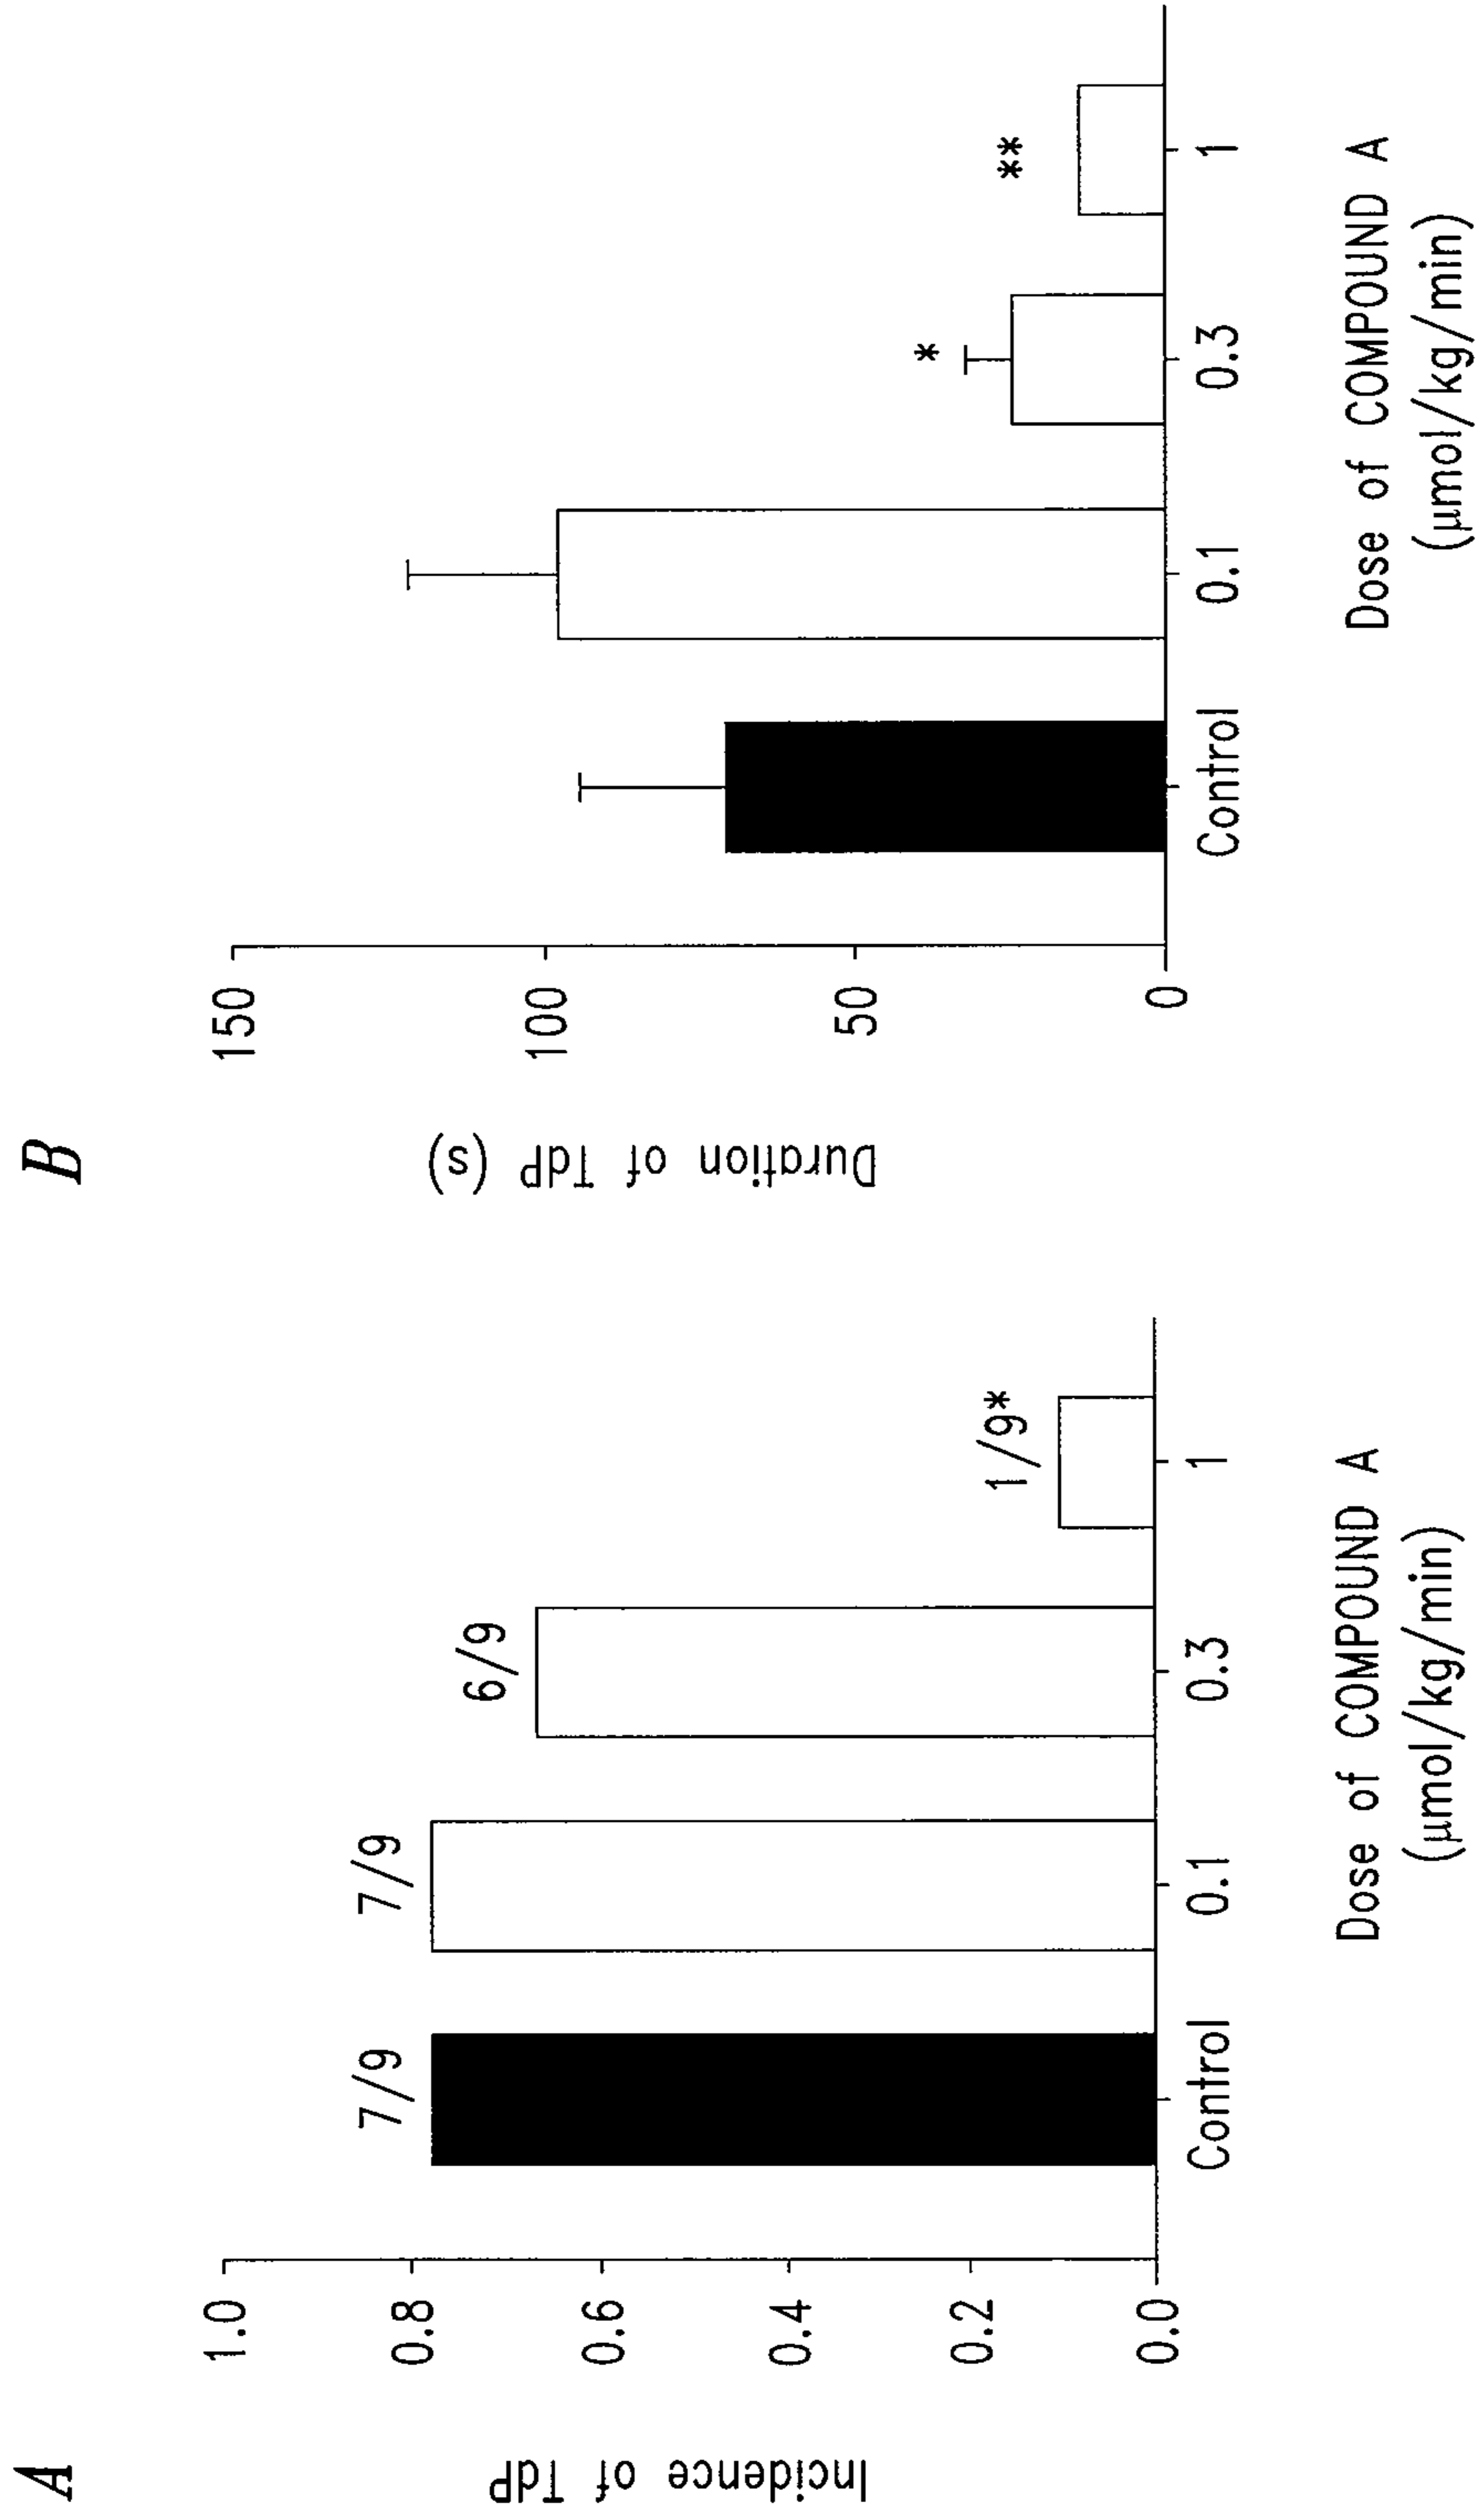 A
Incidence of TdP
1.0
0.8
0.6
0.4
0.2
0.0
7/9
7/9
6/9
1/9*
Control
0.1
0.3
1
Dose of COMPOUND A
(μmol/kg/min)
B
Duration of TdP (s)
150
100
50
0
*
**
Control
0.1
0.3
1
Dose of COMPOUND A
(μmol/kg/min)